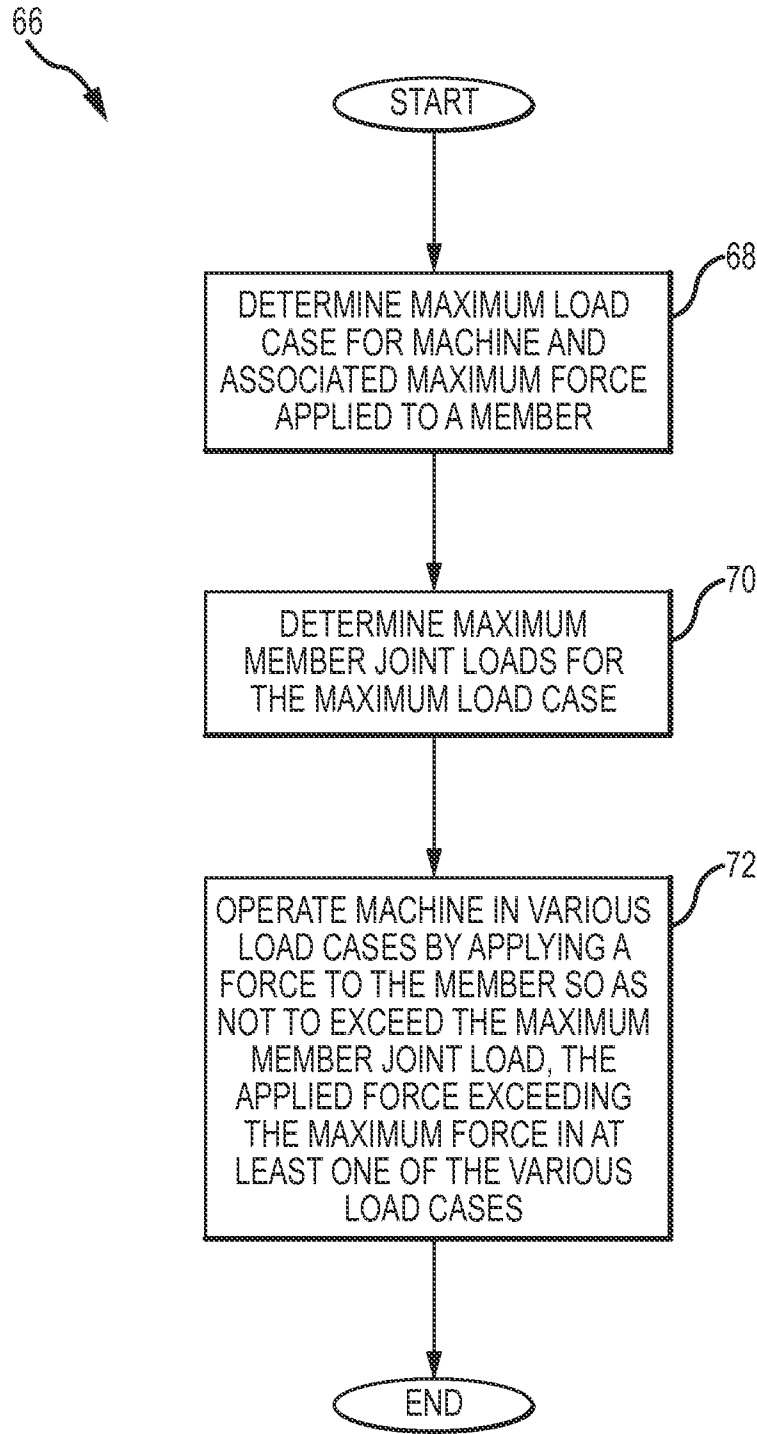 66
START
68
DETERMINE MAXIMUM LOAD
CASE FOR MACHINE AND
ASSOCIATED MAXIMUM FORCE
APPLIED TO A MEMBER
70
DETERMINE MAXIMUM
MEMBER JOINT LOADS FOR
THE MAXIMUM LOAD CASE
72
OPERATE MACHINE IN VARIOUS
LOAD CASES BY APPLYING A
FORCE TO THE MEMBER SO AS
NOT TO EXCEED THE MAXIMUM
MEMBER JOINT LOAD, THE
APPLIED FORCE EXCEEDING
THE MAXIMUM FORCE IN AT
LEAST ONE OF THE VARIOUS
LOAD CASES
END